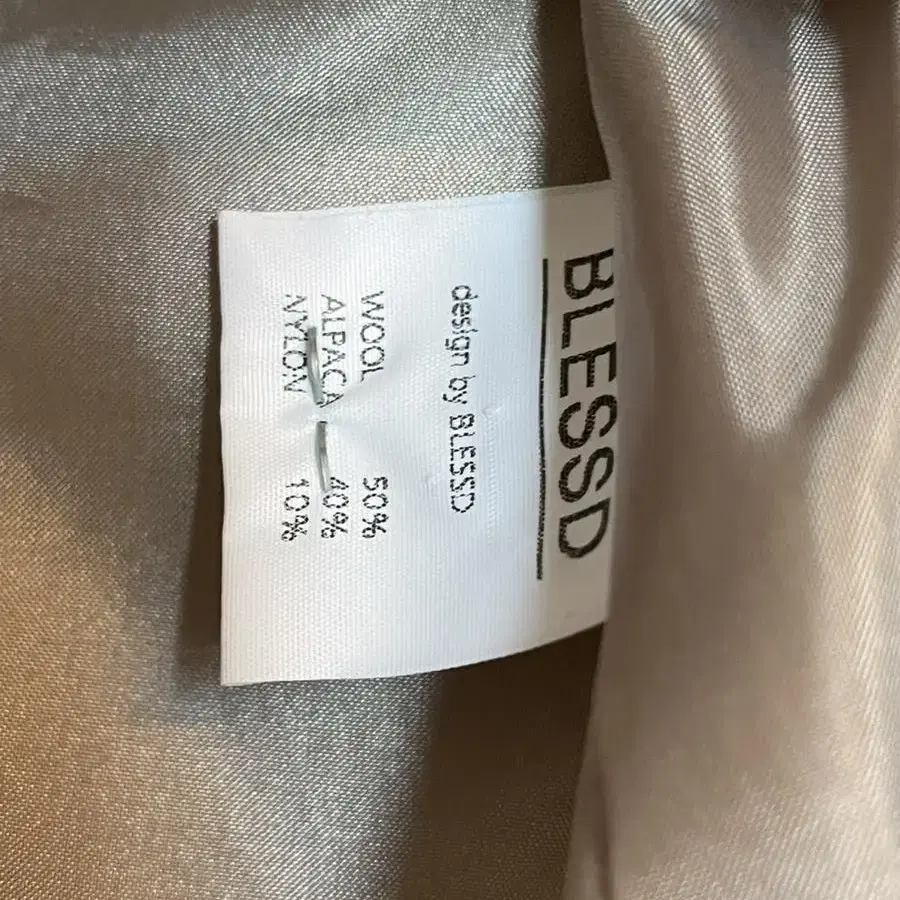 BLESSD
design by BLESSD
WOOL 50%
ALPACA 40%
NYLON 10%